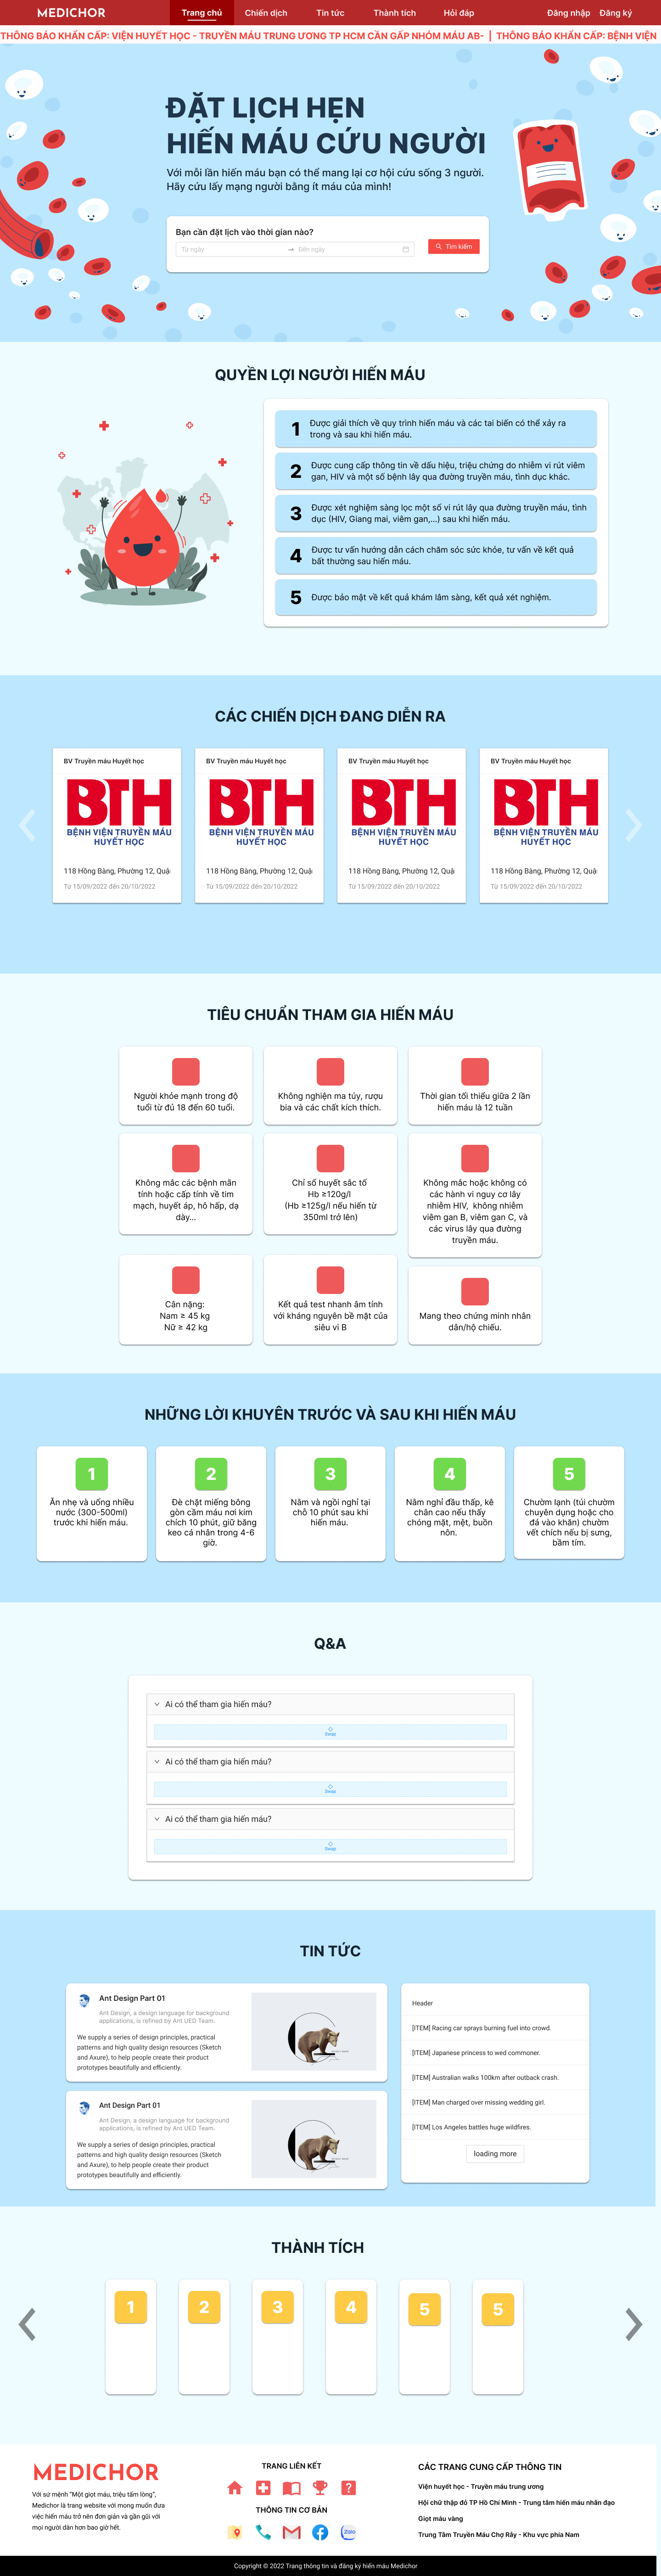 MEDICHOR
Trang chủ
Chiến dịch
Tin tức
Thành tích
Hỏi đáp
Đăng nhập
Đăng ký
THÔNG BÁO KHẨN CẤP: VIỆN HUYẾT HỌC - TRUYỀN MÁU TRUNG ƯƠNG TP HCM CẦN GẤP NHÓM MÁU AB- | THÔNG BÁO KHẨN CẤP: BỆNH VIỆN
ĐẶT LỊCH HẸN
HIẾN MÁU CỨU NGƯỜI
Với mỗi lần hiến máu bạn có thể mang lại cơ hội cứu sống 3 người.
Hãy cứu lấy mạng người bằng ít máu của mình!
Bạn cần đặt lịch vào thời gian nào?
Từ ngày
Đến ngày
Tìm kiếm
QUYỀN LỢI NGƯỜI HIẾN MÁU
1
Được giải thích về quy trình hiến máu và các tai biến có thể xảy ra
trong và sau khi hiến máu.
2
Được cung cấp thông tin về dấu hiệu, triệu chứng do nhiễm vi rút viêm
gan, HIV và một số bệnh lây qua đường truyền máu, tình dục khác.
3
Được xét nghiệm sàng lọc một số vi rút lây qua đường truyền máu, tình
dục (HIV, Giang mai, viêm gan,...) sau khi hiến máu.
4
Được tư vấn hướng dẫn cách chăm sóc sức khỏe, tư vấn về kết quả
bất thường sau hiến máu.
5
Được bảo mật về kết quả khám lâm sàng, kết quả xét nghiệm.
CÁC CHIẾN DỊCH ĐANG DIỄN RA
BV Truyền máu Huyết học
BTH
BỆNH VIỆN TRUYỀN MÁU
HUYẾT HỌC
118 Hồng Bàng, Phường 12, Quậ
Từ 15/09/2022 đến 20/10/2022
BV Truyền máu Huyết học
BTH
BỆNH VIỆN TRUYỀN MÁU
HUYẾT HỌC
118 Hồng Bàng, Phường 12, Quậ
Từ 15/09/2022 đến 20/10/2022
BV Truyền máu Huyết học
BTH
BỆNH VIỆN TRUYỀN MÁU
HUYẾT HỌC
118 Hồng Bàng, Phường 12, Quậ
Từ 15/09/2022 đến 20/10/2022
BV Truyền máu Huyết học
BTH
BỆNH VIỆN TRUYỀN MÁU
HUYẾT HỌC
118 Hồng Bàng, Phường 12, Quậ
Từ 15/09/2022 đến 20/10/2022
TIÊU CHUẨN THAM GIA HIẾN MÁU
Người khỏe mạnh trong độ
tuổi từ đủ 18 đến 60 tuổi.
Không nghiện ma túy, rượu
bia và các chất kích thích.
Thời gian tối thiểu giữa 2 lần
hiến máu là 12 tuần
Không mắc các bệnh mãn
tính hoặc cấp tính về tim
mạch, huyết áp, hô hấp, dạ
dày...
Chỉ số huyết sắc tố
Hb ≥120g/l
(Hb ≥125g/l nếu hiến từ
350ml trở lên)
Không mắc hoặc không có
các hành vi nguy cơ lây
nhiễm HIV, không nhiễm
viêm gan B, viêm gan C, và
các virus lây qua đường
truyền máu.
Cân nặng:
Nam ≥ 45 kg
Nữ ≥ 42 kg
Kết quả test nhanh âm tính
với kháng nguyên bề mặt của
siêu vi B
Mang theo chứng minh nhân
dân/hộ chiếu.
NHỮNG LỜI KHUYÊN TRƯỚC VÀ SAU KHI HIẾN MÁU
1
Ăn nhẹ và uống nhiều
nước (300-500ml)
trước khi hiến máu.
2
Đè chặt miếng bông
gòn cầm máu nơi kim
chích 10 phút, giữ băng
keo cá nhân trong 4-6
giờ.
3
Nằm và ngồi nghỉ tại
chỗ 10 phút sau khi
hiến máu.
4
Nằm nghỉ đầu thấp, kê
chân cao nếu thấy
chóng mặt, mệt, buồn
nôn.
5
Chườm lạnh (túi chườm
chuyên dụng hoặc cho
đá vào khăn) chườm
vết chích nếu bị sưng,
bầm tím.
Q&A
Ai có thể tham gia hiến máu?
Swap
Ai có thể tham gia hiến máu?
Swap
Ai có thể tham gia hiến máu?
Swap
TIN TỨC
Ant Design Part 01
Ant Design, a design language for background
applications, is refined by Ant UED Team.
We supply a series of design principles, practical
patterns and high quality design resources (Sketch
and Axure), to help people create their product
prototypes beautifully and efficiently.
Ant Design Part 01
Ant Design, a design language for background
applications, is refined by Ant UED Team.
We supply a series of design principles, practical
patterns and high quality design resources (Sketch
and Axure), to help people create their product
prototypes beautifully and efficiently.
Header
[ITEM] Racing car sprays burning fuel into crowd.
[ITEM] Japanese princess to wed commoner.
[ITEM] Australian walks 100km after outback crash.
[ITEM] Man charged over missing wedding girl.
[ITEM] Los Angeles battles huge wildfires.
loading more
THÀNH TÍCH
1
2
3
4
5
5
MEDICHOR
Với sứ mệnh “Một giọt máu, triệu tấm lòng”,
Medichor là trang website với mong muốn đưa
việc hiến máu trở nên đơn giản và gần gũi với
mọi người dân hơn bao giờ hết.
TRANG LIÊN KẾT
THÔNG TIN CƠ BẢN
Zalo
CÁC TRANG CUNG CẤP THÔNG TIN
Viện huyết học - Truyền máu trung ương
Hội chữ thập đỏ TP Hồ Chí Minh - Trung tâm hiến máu nhân đạo
Giọt máu vàng
Trung Tâm Truyền Máu Chợ Rẫy - Khu vực phía Nam
Copyright © 2022 Trang thông tin và đăng ký hiến máu Medichor